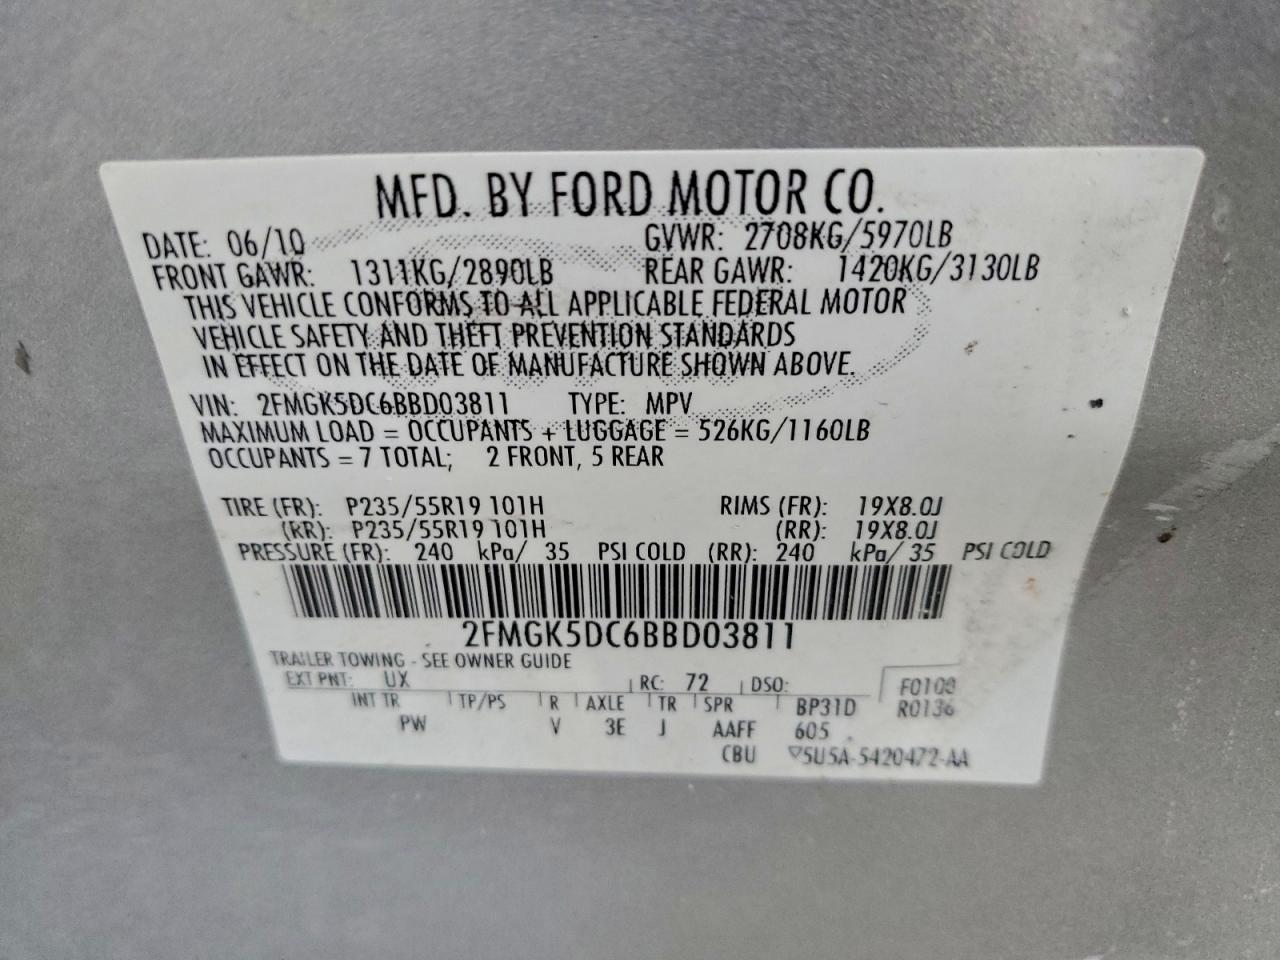 MFD. BY FORD MOTOR CO.
DATE: 06/10 GVWR: 2708KG/5970LB
FRONT GAWR: 1311KG/2890LB REAR GAWR: 1420KG/3130LB
THIS VEHICLE CONFORMS TO ALL APPLICABLE FEDERAL MOTOR
VEHICLE SAFETY AND THEFT PREVENTION STANDARDS
IN EFFECT ON THE DATE OF MANUFACTURE SHOWN ABOVE.
VIN: 2FMGK5DC6BBD03811 TYPE: MPV
MAXIMUM LOAD = OCCUPANTS + LUGGAGE = 526KG/1160LB
OCCUPANTS = 7 TOTAL; 2 FRONT, 5 REAR
TIRE (FR): P235/55R19 101H RIMS (FR): 19X8.0J
(RR): P235/55R19 101H (RR): 19X8.0J
PRESSURE (FR): 240 kPa/ 35 PSI COLD (RR): 240 kPa/ 35 PSI COLD
2FMGK5DC6BBD03811
TRAILER TOWING - SEE OWNER GUIDE
EXT PNT: UX RC: 72 DSO: F0100
INT TR TP/PS R AXLE TR SPR BP31D R0136
PW V 3E J AAFF 605
CBU 5U5A-5420472-AA